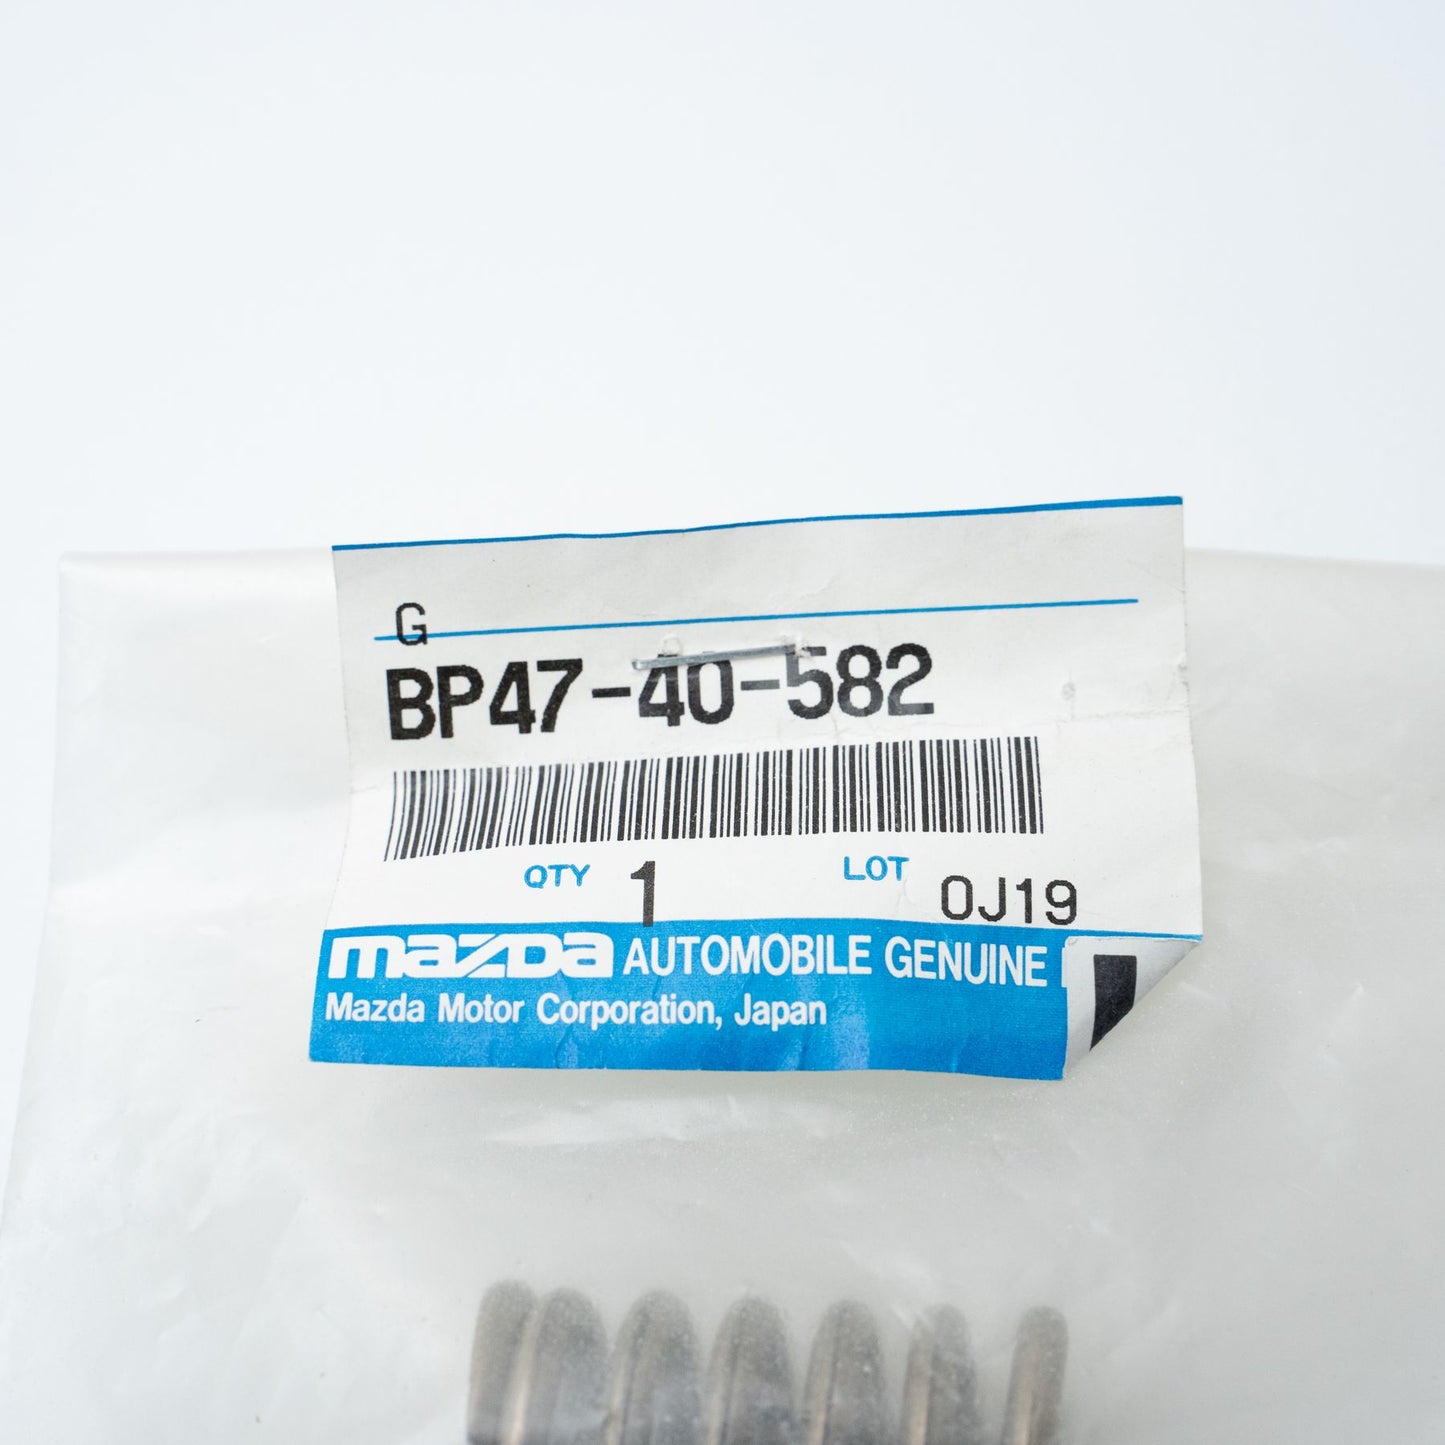 G
BP47-40-582
QTY 1 LOT 0J19
mazda AUTOMOBILE GENUINE
Mazda Motor Corporation, Japan